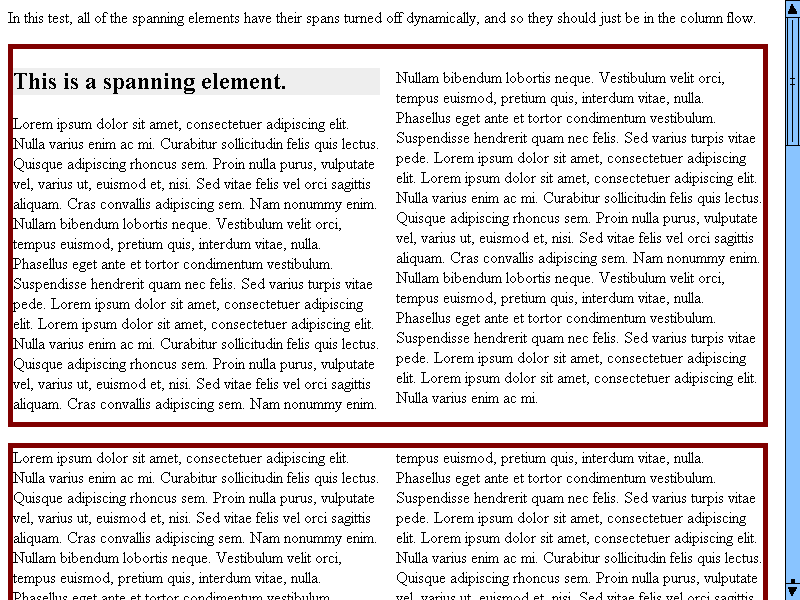 In this test, all of the spanning elements have their spans turned off dynamically, and so they should just be in the column flow.
This is a spanning element.
Lorem ipsum dolor sit amet, consectetuer adipiscing elit.
Nulla varius enim ac mi. Curabitur sollicitudin felis quis lectus.
Quisque adipiscing rhoncus sem. Proin nulla purus, vulputate
vel, varius ut, euismod et, nisi. Sed vitae felis vel orci sagittis
aliquam. Cras convallis adipiscing sem. Nam nonummy enim.
Nullam bibendum lobortis neque. Vestibulum velit orci,
tempus euismod, pretium quis, interdum vitae, nulla.
Phasellus eget ante et tortor condimentum vestibulum.
Suspendisse hendrerit quam nec felis. Sed varius turpis vitae
pede. Lorem ipsum dolor sit amet, consectetuer adipiscing
elit. Lorem ipsum dolor sit amet, consectetuer adipiscing elit.
Nulla varius enim ac mi. Curabitur sollicitudin felis quis lectus.
Quisque adipiscing rhoncus sem. Proin nulla purus, vulputate
vel, varius ut, euismod et, nisi. Sed vitae felis vel orci sagittis
aliquam. Cras convallis adipiscing sem. Nam nonummy enim.
Nullam bibendum lobortis neque. Vestibulum velit orci,
tempus euismod, pretium quis, interdum vitae, nulla.
Phasellus eget ante et tortor condimentum vestibulum.
Suspendisse hendrerit quam nec felis. Sed varius turpis vitae
pede. Lorem ipsum dolor sit amet, consectetuer adipiscing
elit. Lorem ipsum dolor sit amet, consectetuer adipiscing elit.
Nulla varius enim ac mi. Curabitur sollicitudin felis quis lectus.
Quisque adipiscing rhoncus sem. Proin nulla purus, vulputate
vel, varius ut, euismod et, nisi. Sed vitae felis vel orci sagittis
aliquam. Cras convallis adipiscing sem. Nam nonummy enim.
Nullam bibendum lobortis neque. Vestibulum velit orci,
tempus euismod, pretium quis, interdum vitae, nulla.
Phasellus eget ante et tortor condimentum vestibulum.
Suspendisse hendrerit quam nec felis. Sed varius turpis vitae
pede. Lorem ipsum dolor sit amet, consectetuer adipiscing
elit. Lorem ipsum dolor sit amet, consectetuer adipiscing elit.
Nulla varius enim ac mi.
Lorem ipsum dolor sit amet, consectetuer adipiscing elit.
Nulla varius enim ac mi. Curabitur sollicitudin felis quis lectus.
Quisque adipiscing rhoncus sem. Proin nulla purus, vulputate
vel, varius ut, euismod et, nisi. Sed vitae felis vel orci sagittis
aliquam. Cras convallis adipiscing sem. Nam nonummy enim.
Nullam bibendum lobortis neque. Vestibulum velit orci,
tempus euismod, pretium quis, interdum vitae, nulla.
Phasellus eget ante et tortor condimentum vestibulum.
tempus euismod, pretium quis, interdum vitae, nulla.
Phasellus eget ante et tortor condimentum vestibulum.
Suspendisse hendrerit quam nec felis. Sed varius turpis vitae
pede. Lorem ipsum dolor sit amet, consectetuer adipiscing
elit. Lorem ipsum dolor sit amet, consectetuer adipiscing elit.
Nulla varius enim ac mi. Curabitur sollicitudin felis quis lectus.
Quisque adipiscing rhoncus sem. Proin nulla purus, vulputate
vel, varius ut, euismod et, nisi. Sed vitae felis vel orci sagittis